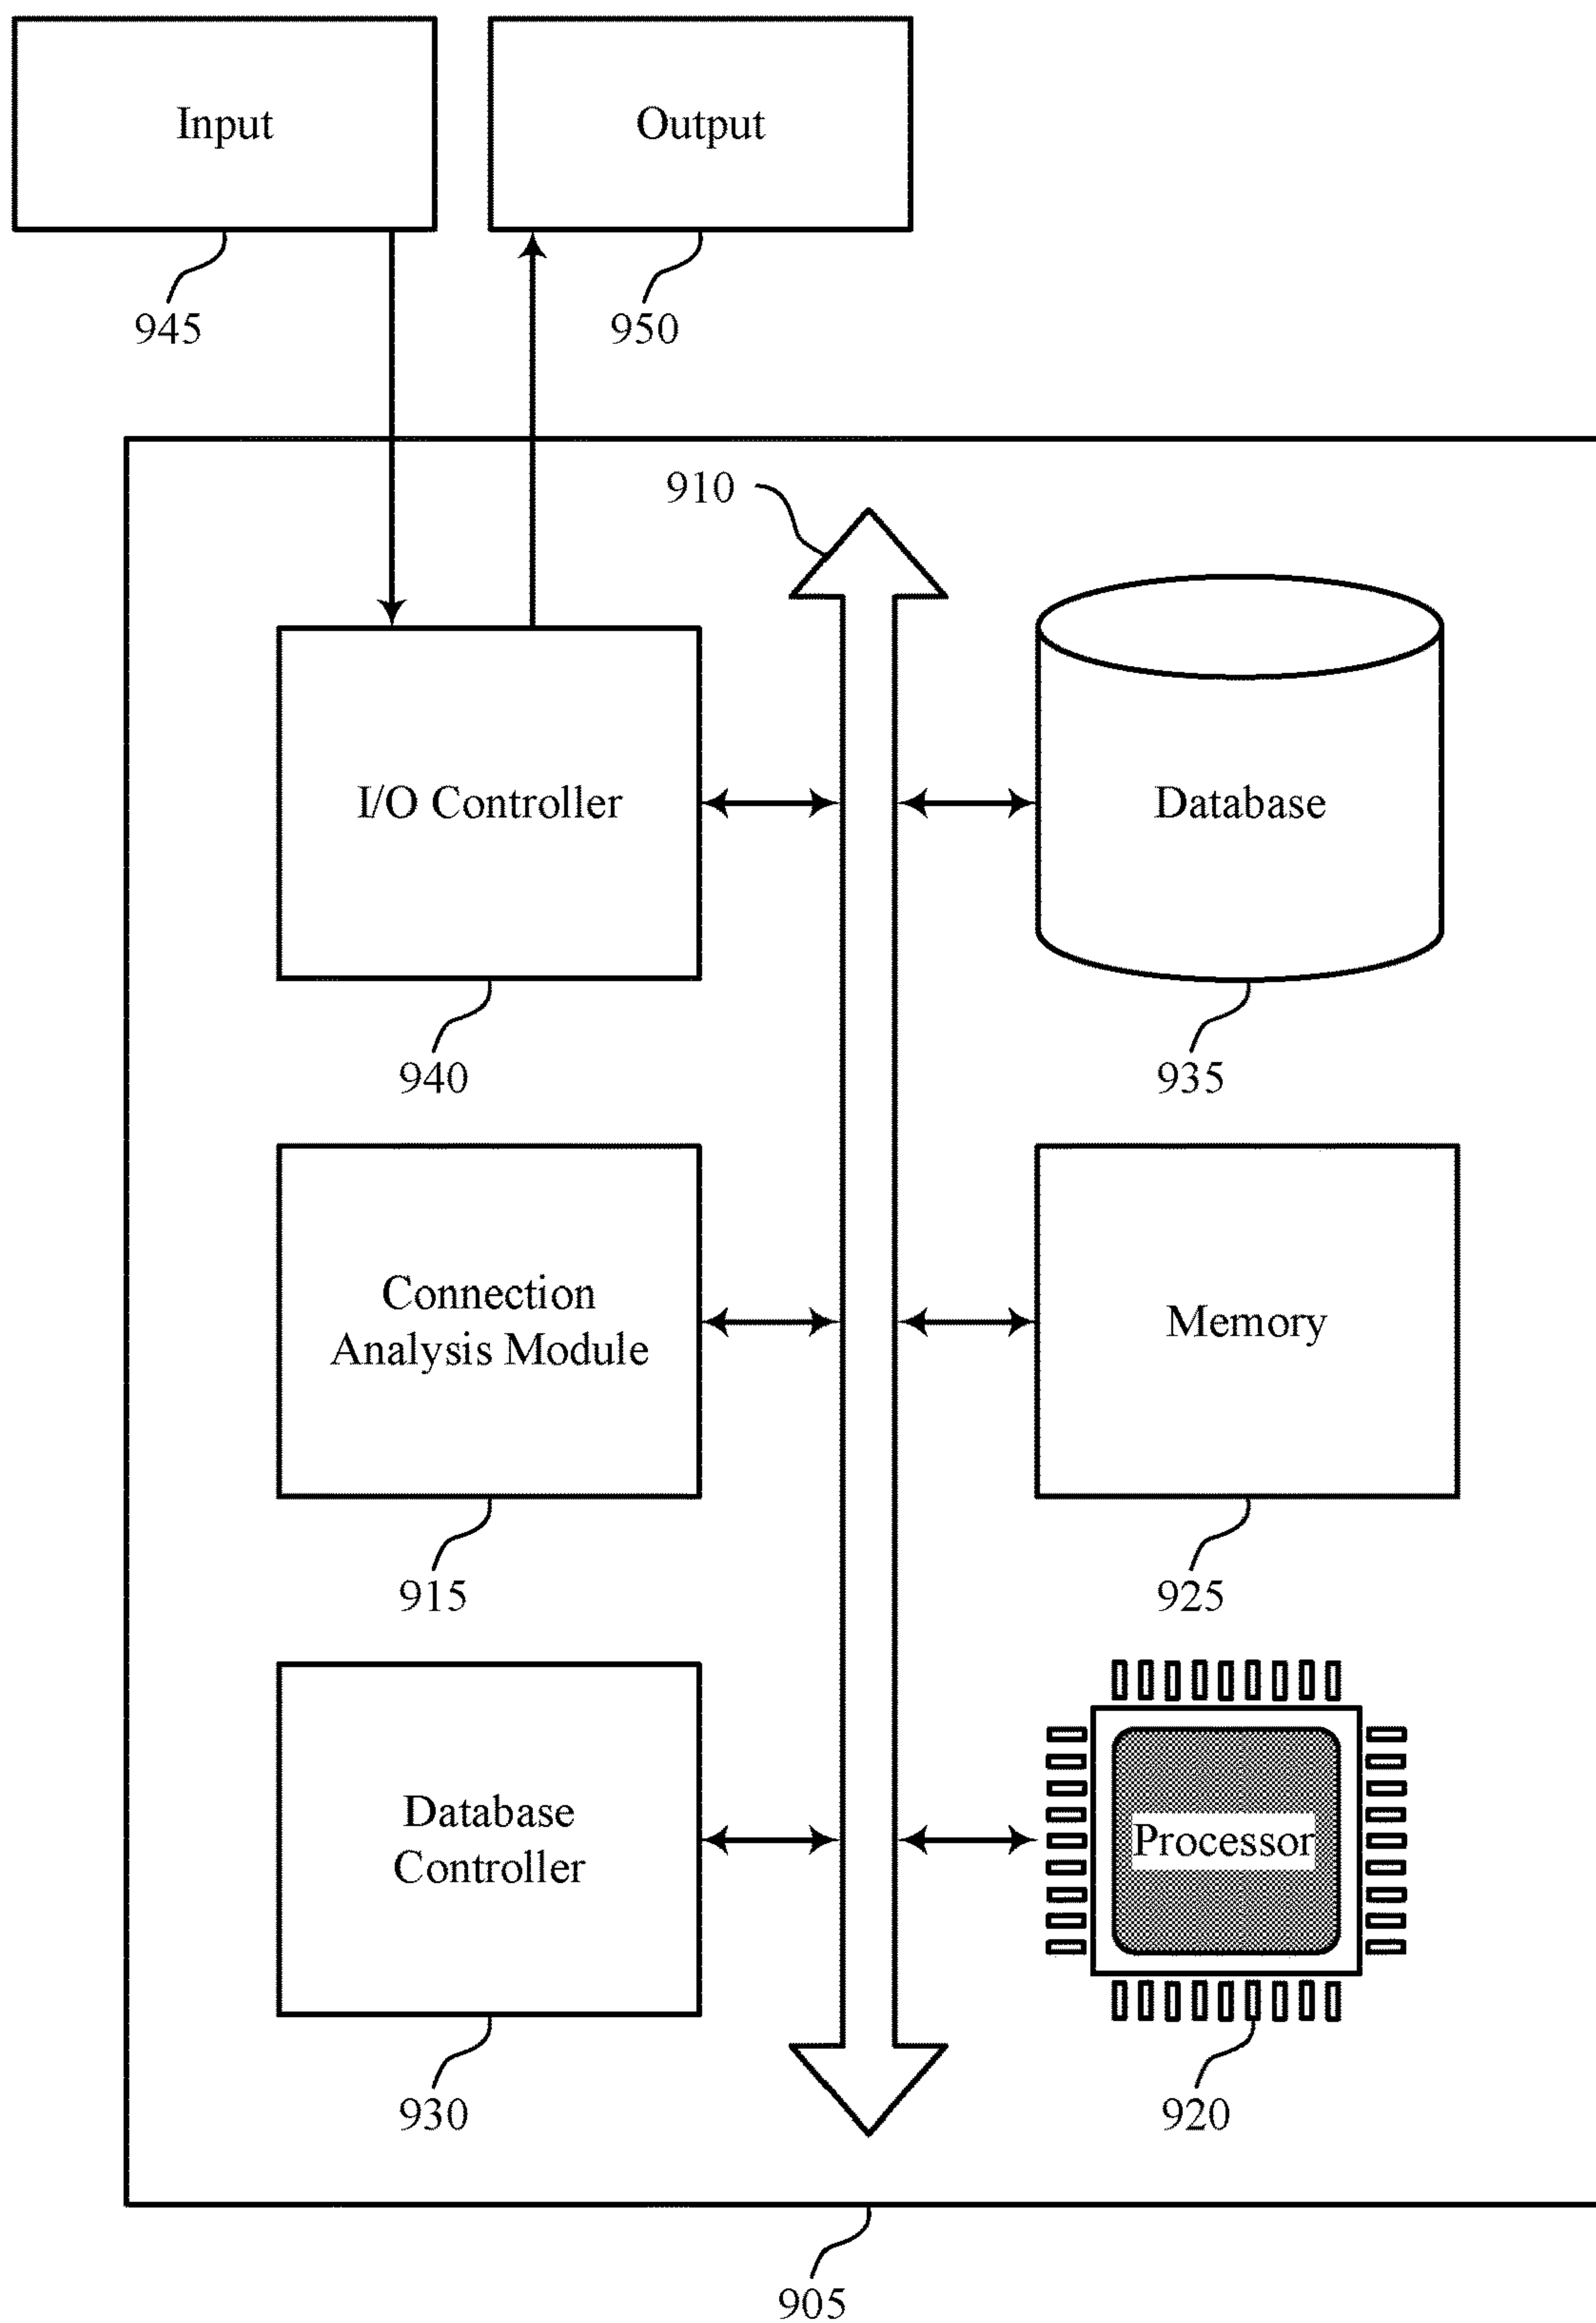 Input
Output
945
950
910
I/O Controller
Database
940
935
Connection
Analysis Module
Memory
915
925
Database
Controller
Processor
930
920
905